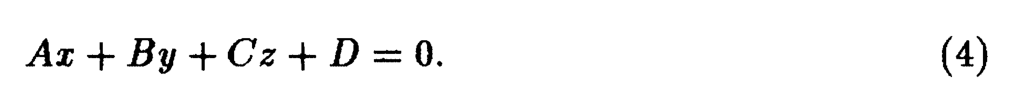 Ax + By + Cz + D = 0. (4)